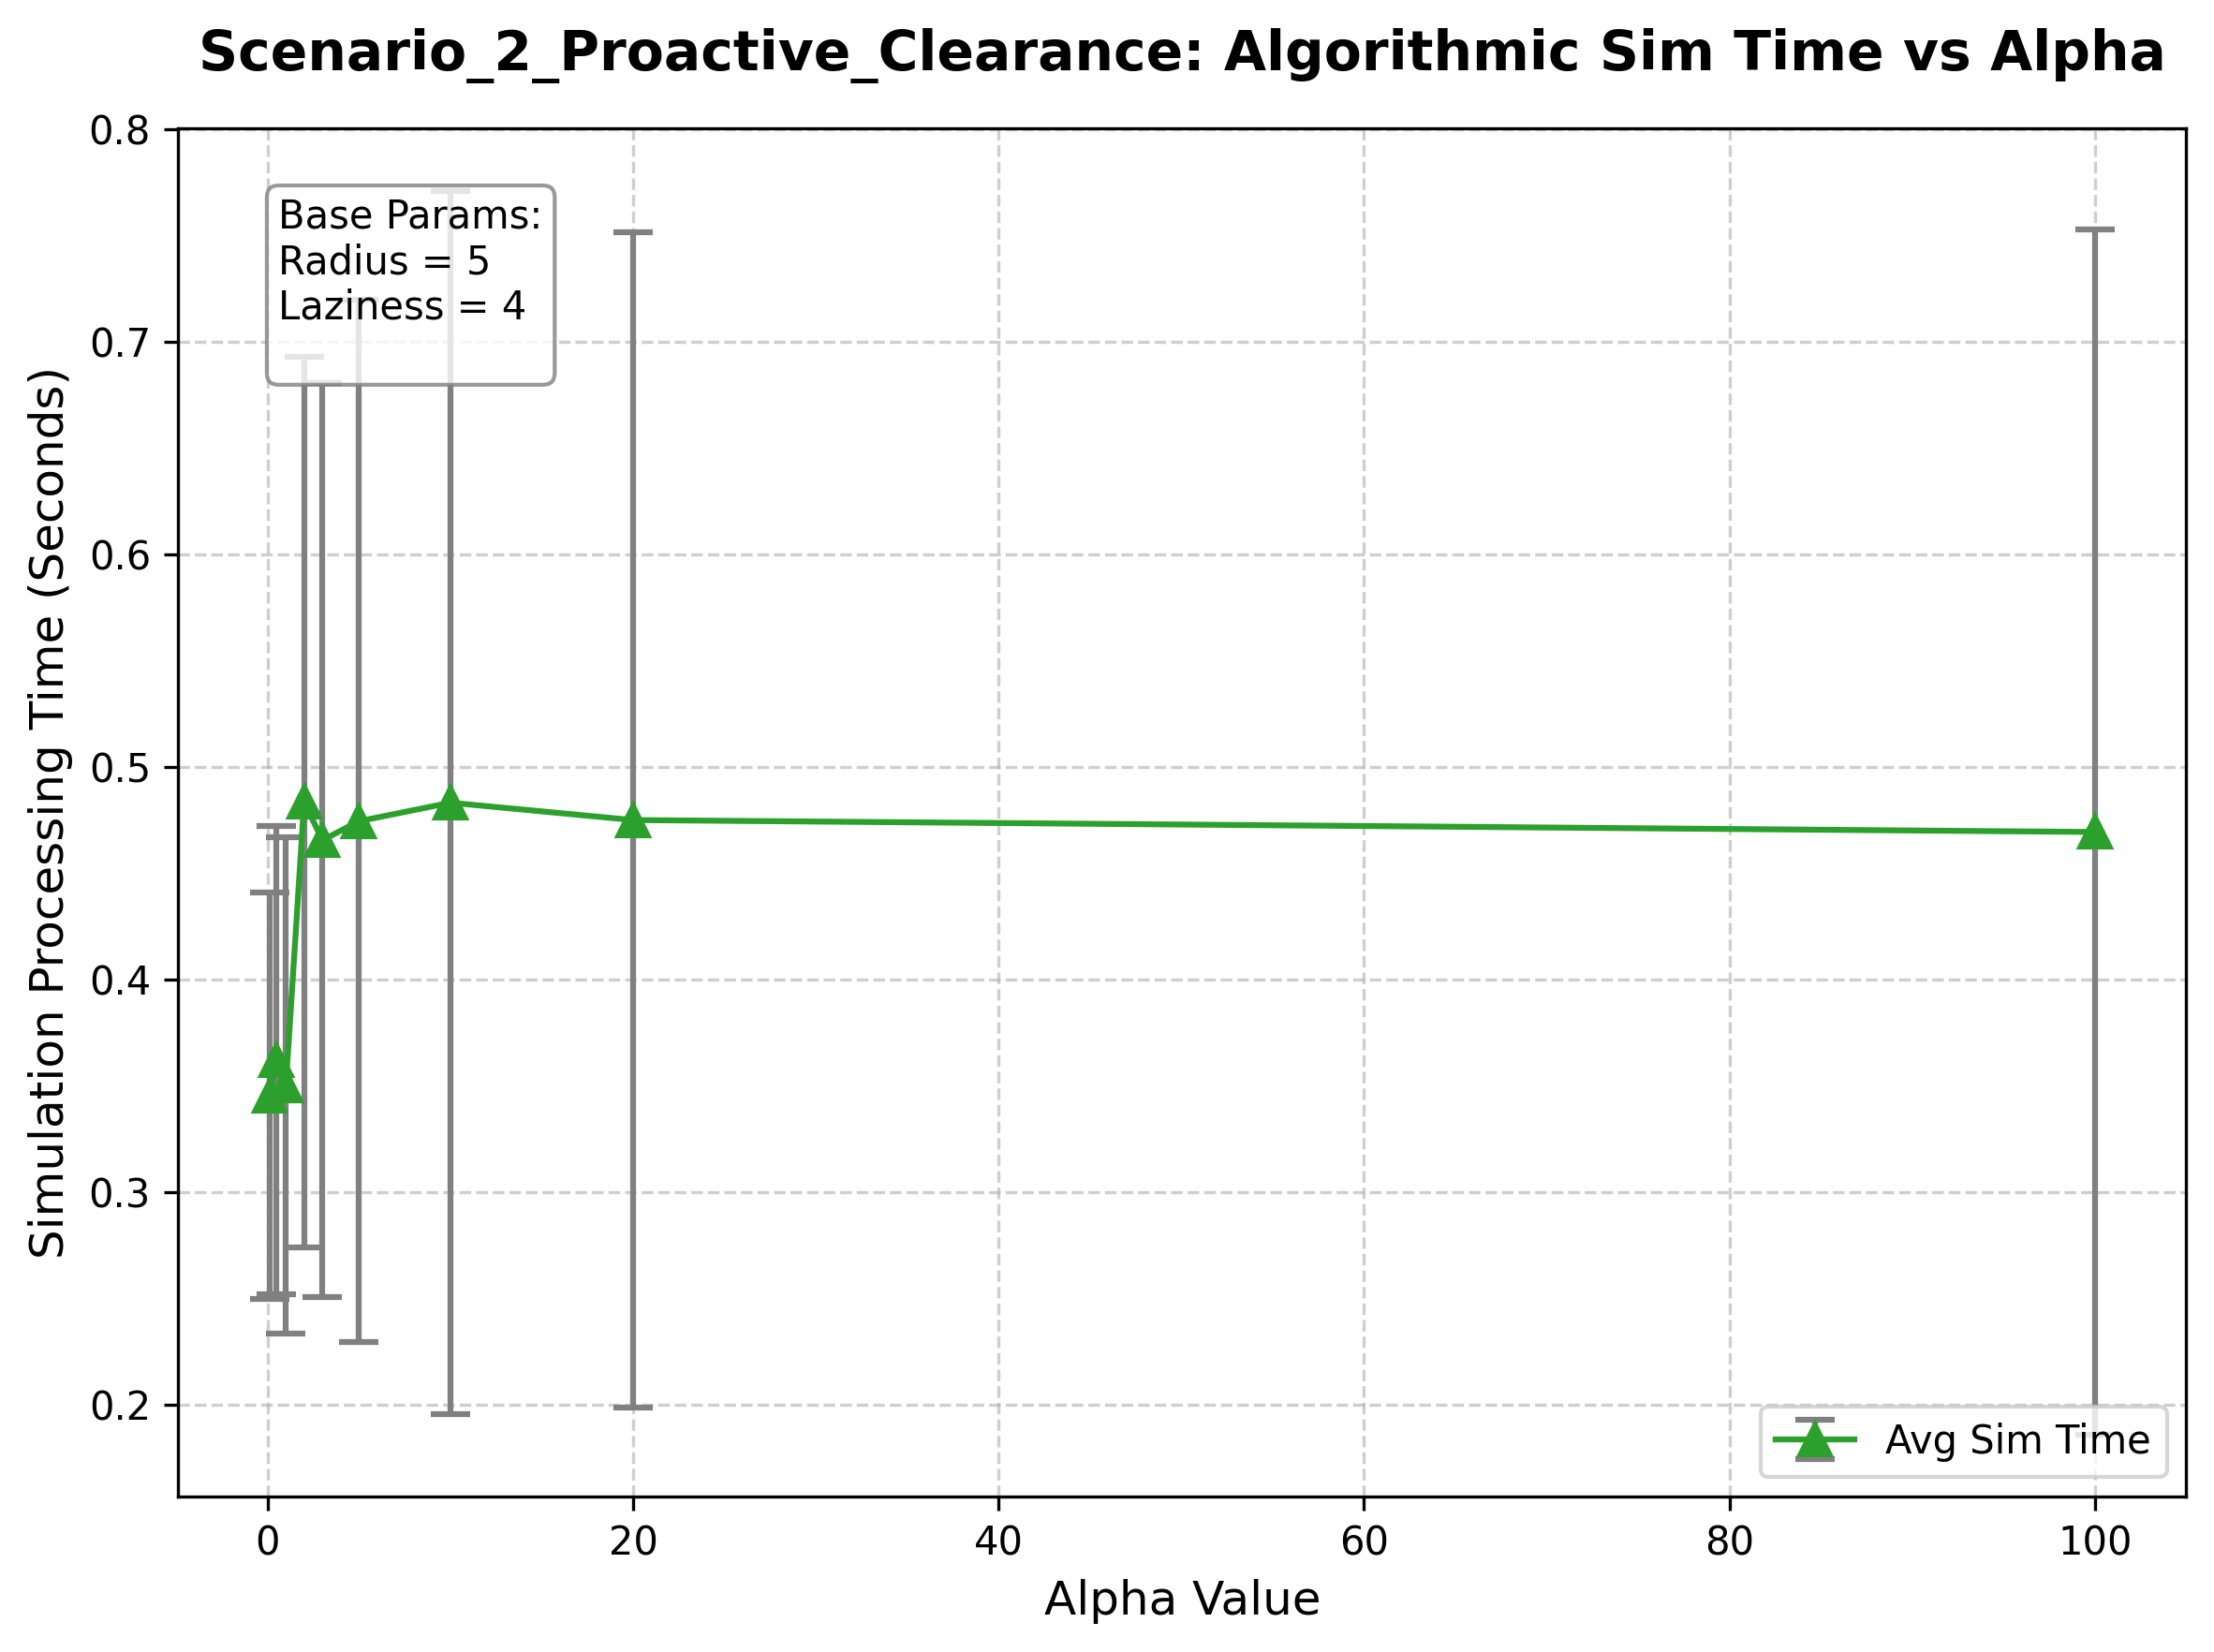 Scenario_2_Proactive_Clearance: Algorithmic Sim Time vs Alpha
Simulation Processing Time (Seconds)
0.8
0.7
0.6
0.5
0.4
0.3
0.2
Base Params:
Radius = 5
Laziness = 4
Avg Sim Time
0 20 40 60 80 100
Alpha Value